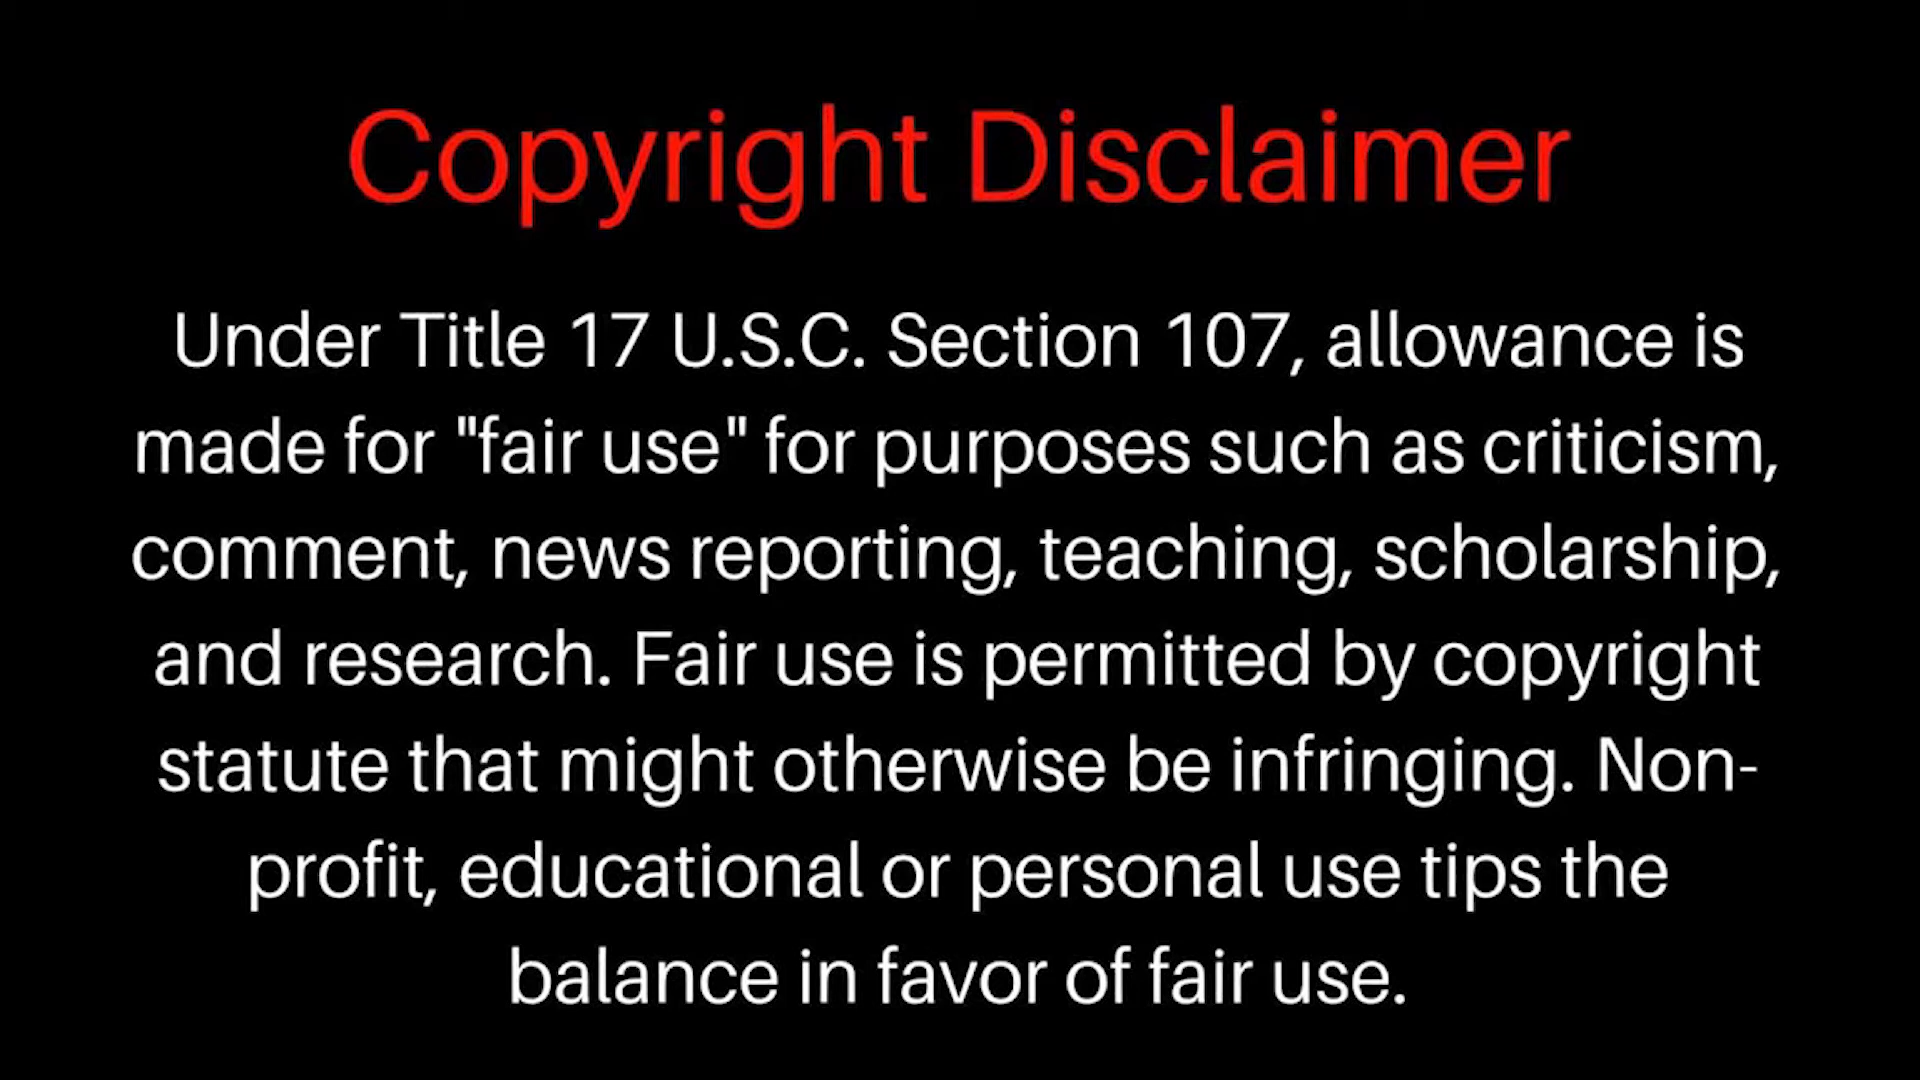 Copyright Disclaimer
Under Title 17 U.S.C. Section 107, allowance is
made for "fair use" for purposes such as criticism,
comment, news reporting, teaching, scholarship,
and research. Fair use is permitted by copyright
statute that might otherwise be infringing. Non-
profit, educational or personal use tips the
balance in favor of fair use.